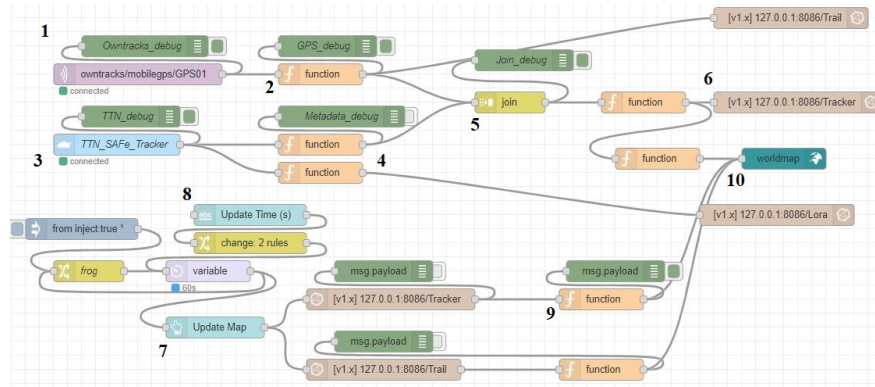 [v1.x] 127.0.0.1:8086/Trail
1
Owntracks_debug
GPS_debug
owntracks/mobilegps/GPS01
connected
2
function
Join_debug
6
TTN_debug
Metadata_debug
join
function
[v1.x] 127.0.0.1:8086/Tracker
5
3
TTN_SAFe_Tracker
connected
function
4
function
function
worldmap
10
8
abc
Update Time (s)
[v1.x] 127.0.0.1:8086/Lora
from inject:true ¹
change: 2 rules
frog
variable
60s
msg.payload
msg.payload
[v1.x] 127.0.0.1:8086/Tracker
function
9
Update Map
7
msg.payload
[v1.x] 127.0.0.1:8086/Trail
function